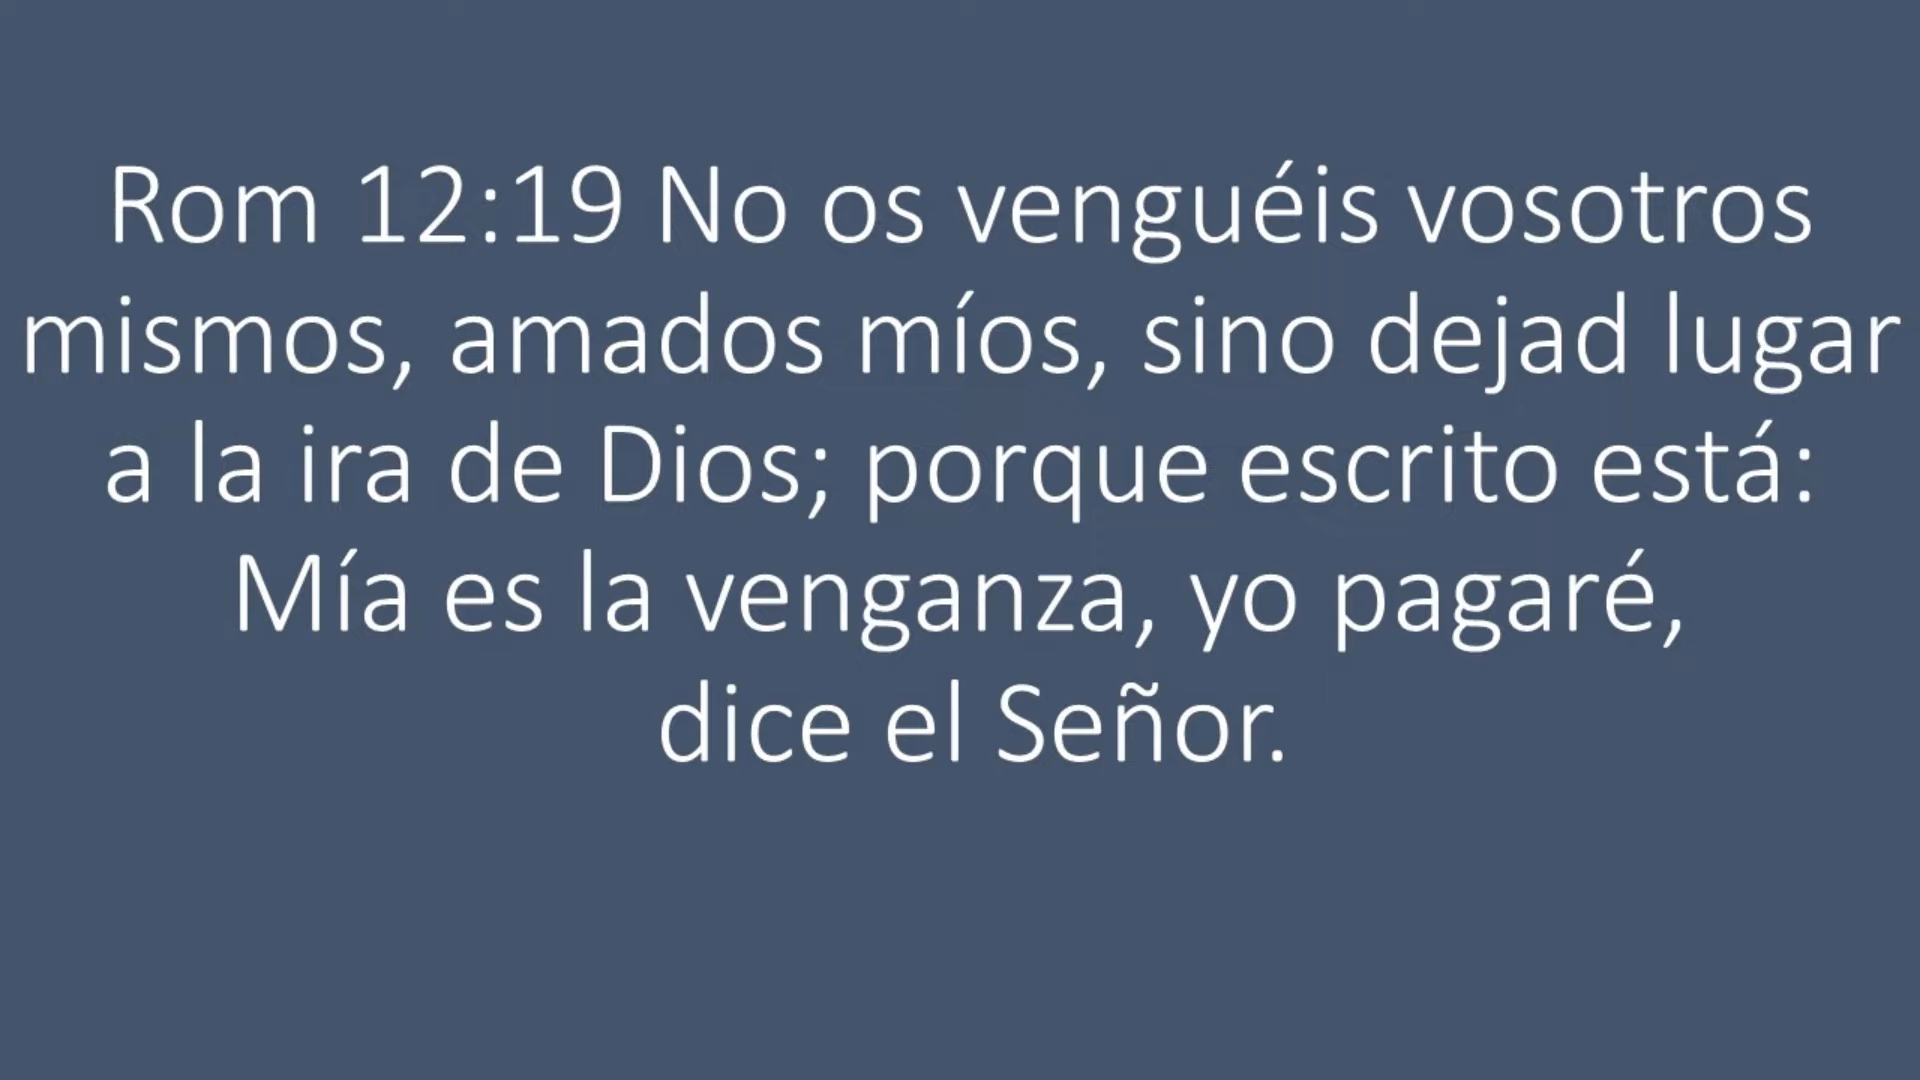 Rom 12:19 No os venguéis vosotros
mismos, amados míos, sino dejad lugar
a la ira de Dios; porque escrito está:
Mía es la venganza, yo pagaré,
dice el Señor.